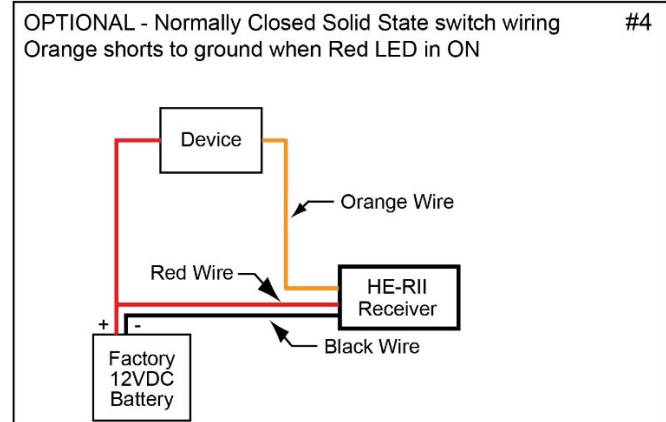 OPTIONAL - Normally Closed Solid State switch wiring #4
Orange shorts to ground when Red LED in ON
Device
Orange Wire
Red Wire
HE-RII
Receiver
+ -
Black Wire
Factory
12VDC
Battery